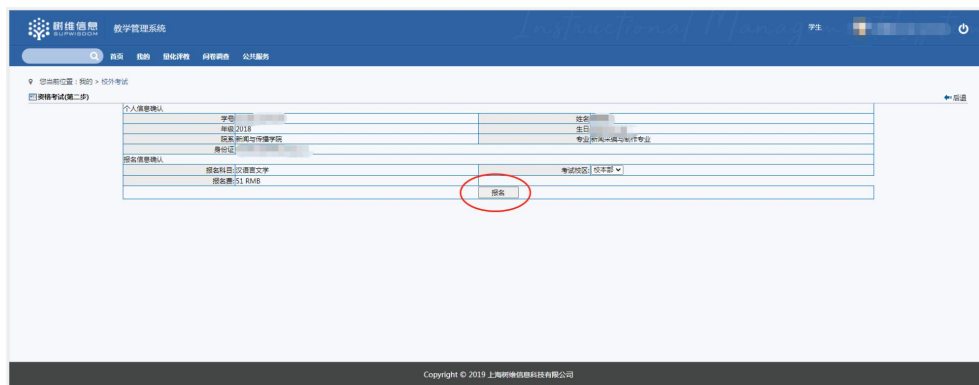 树维信息 SUPWISDOM 教学管理系统 学生
首页 我的 量化评教 问卷调查 公共服务
您当前位置：我的 > 校外考试
资格考试(第二步) 后退
个人信息确认
学号 姓名
年级 2018 生日
院系 新闻与传播学院 专业 新闻采编与制作专业
身份证
报名信息确认
报名科目: 汉语言文学 考试校区: 校本部
报名费: 51 RMB
报名
Copyright © 2019 上海树维信息科技有限公司